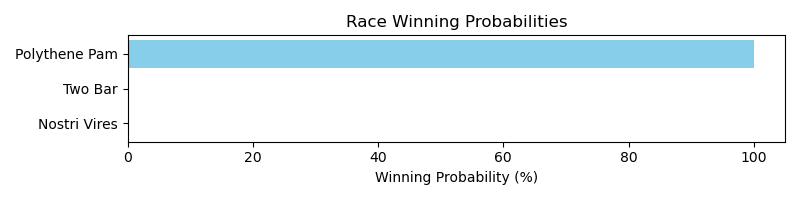 Race Winning Probabilities
Polythene Pam
Two Bar
Nostri Vires
0 20 40 60 80 100
Winning Probability (%)